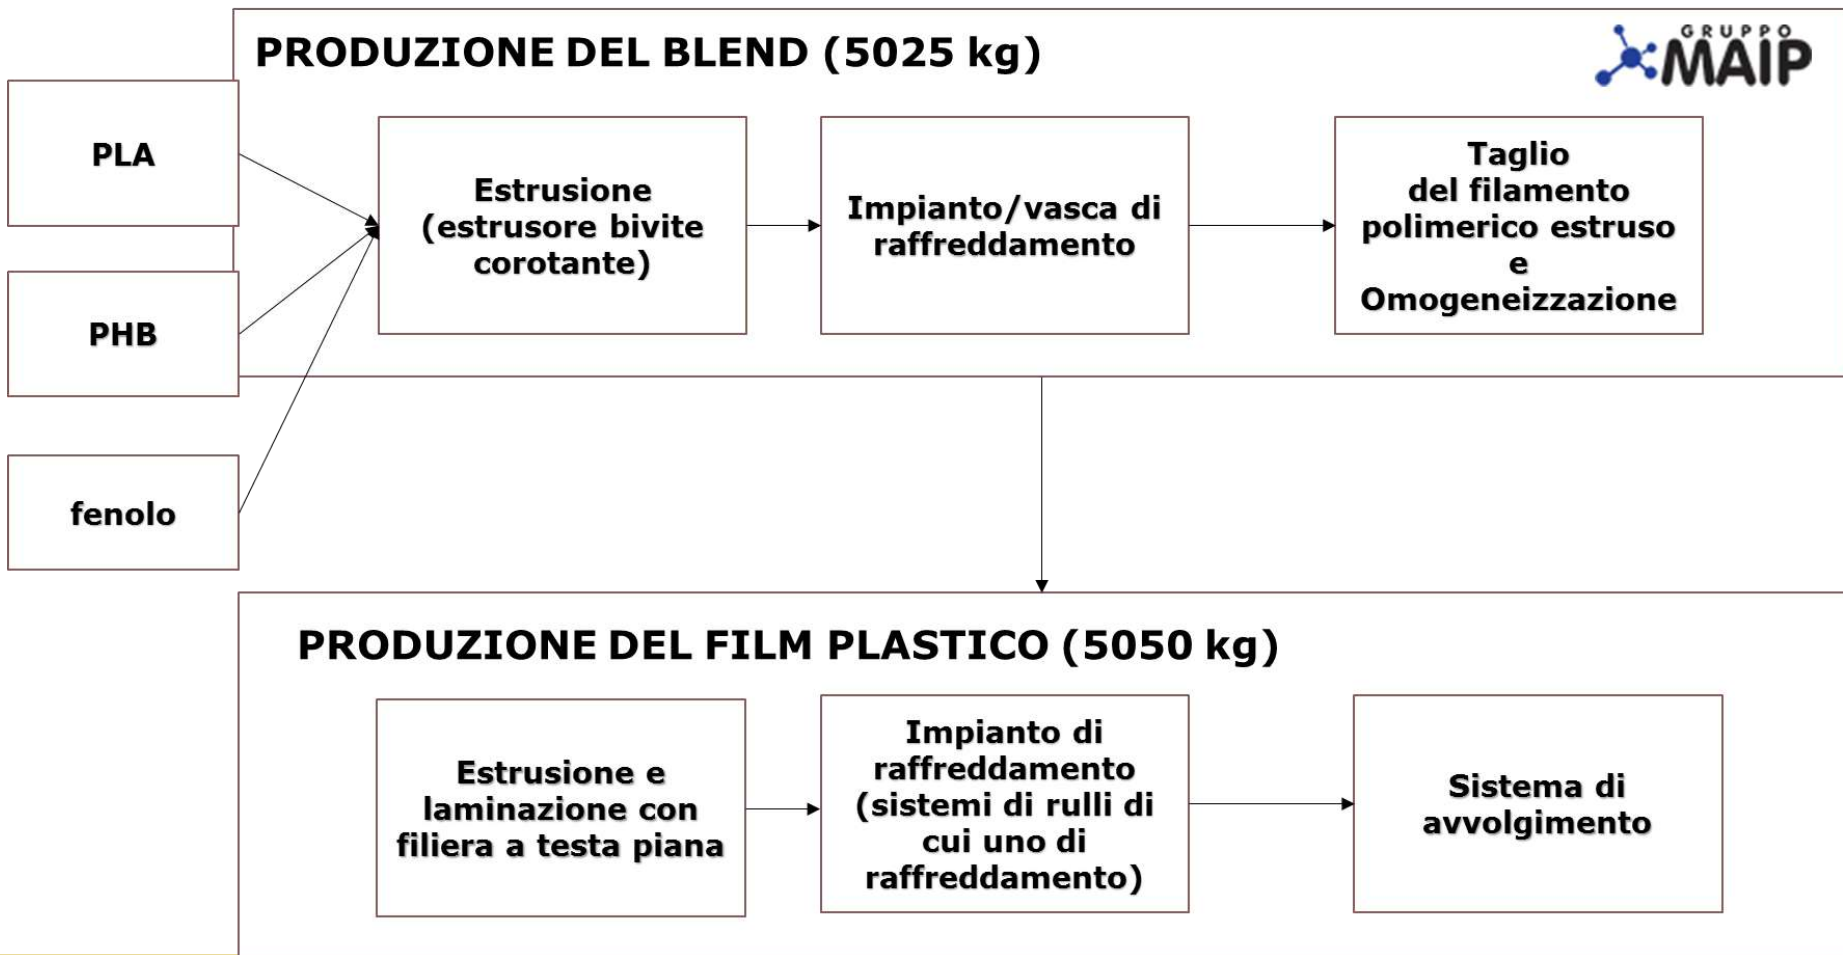 PRODUZIONE DEL BLEND (5025 kg)
GRUPPO
MAIP
PLA
PHB
fenolo
Estrusione
(estrusore bivite
corotante)
Impianto/vasca di
raffreddamento
Taglio
del filamento
polimerico estruso
e
Omogeneizzazione
PRODUZIONE DEL FILM PLASTICO (5050 kg)
Estrusione e
laminazione con
filiera a testa piana
Impianto di
raffreddamento
(sistemi di rulli di
cui uno di
raffreddamento)
Sistema di
avvolgimento